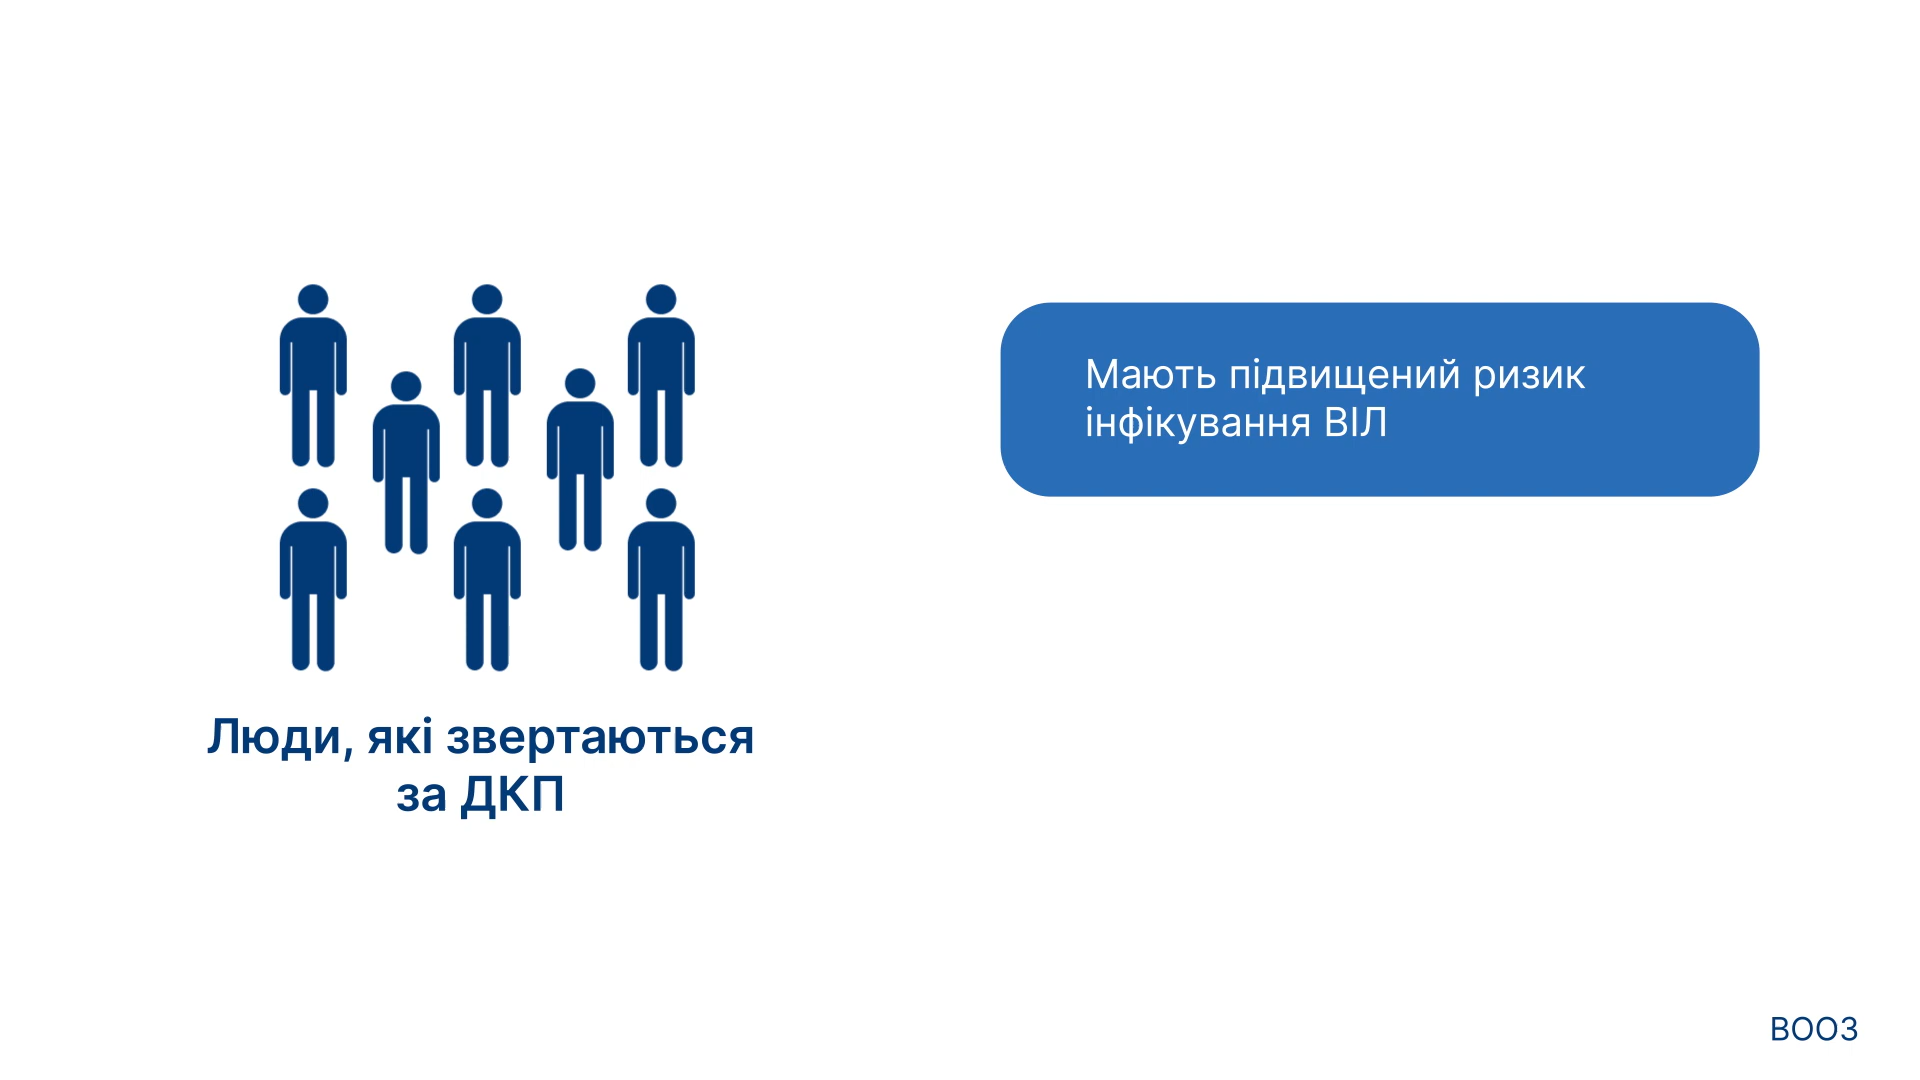 Люди, які звертаються
за ДКП
Мають підвищений ризик
інфікування ВІЛ
ВООЗ